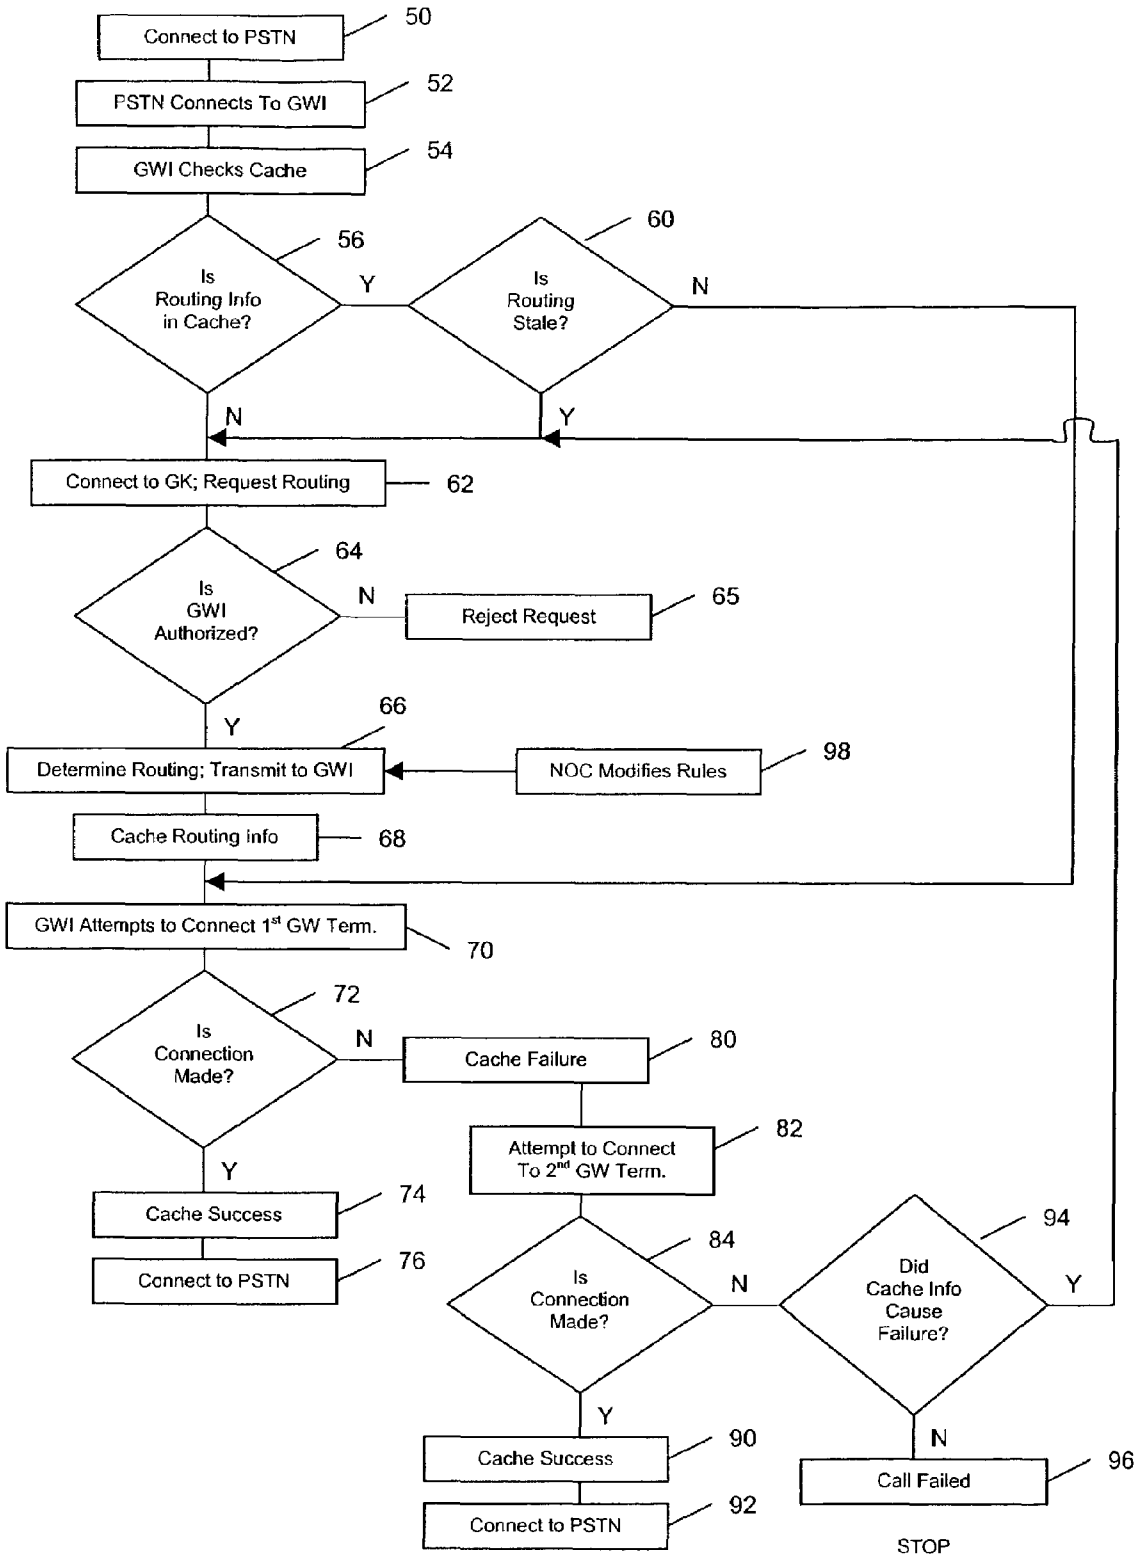 50
Connect to PSTN
52
PSTN Connects To GWI
54
GWI Checks Cache
56
Is
Routing Info
in Cache?
Y
60
Is
Routing
Stale?
N
N
Y
Connect to GK; Request Routing
62
64
Is
GWI
Authorized?
N
Reject Request
65
Y
66
Determine Routing; Transmit to GWI
NOC Modifies Rules
98
Cache Routing info
68
GWI Attempts to Connect 1st GW Term.
70
72
Is
Connection
Made?
N
Cache Failure
80
Attempt to Connect
To 2nd GW Term.
82
Y
Cache Success
74
Connect to PSTN
76
84
Is
Connection
Made?
N
94
Did
Cache Info
Cause
Failure?
Y
Y
Cache Success
90
Connect to PSTN
92
N
Call Failed
96
STOP